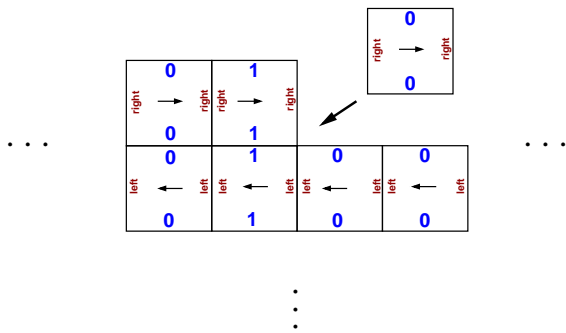 0
right right
0
0 1
right right right right
0 1
. . . . . .
0 1 0 0
left left left left left left left left
0 1 0 0
.
.
.